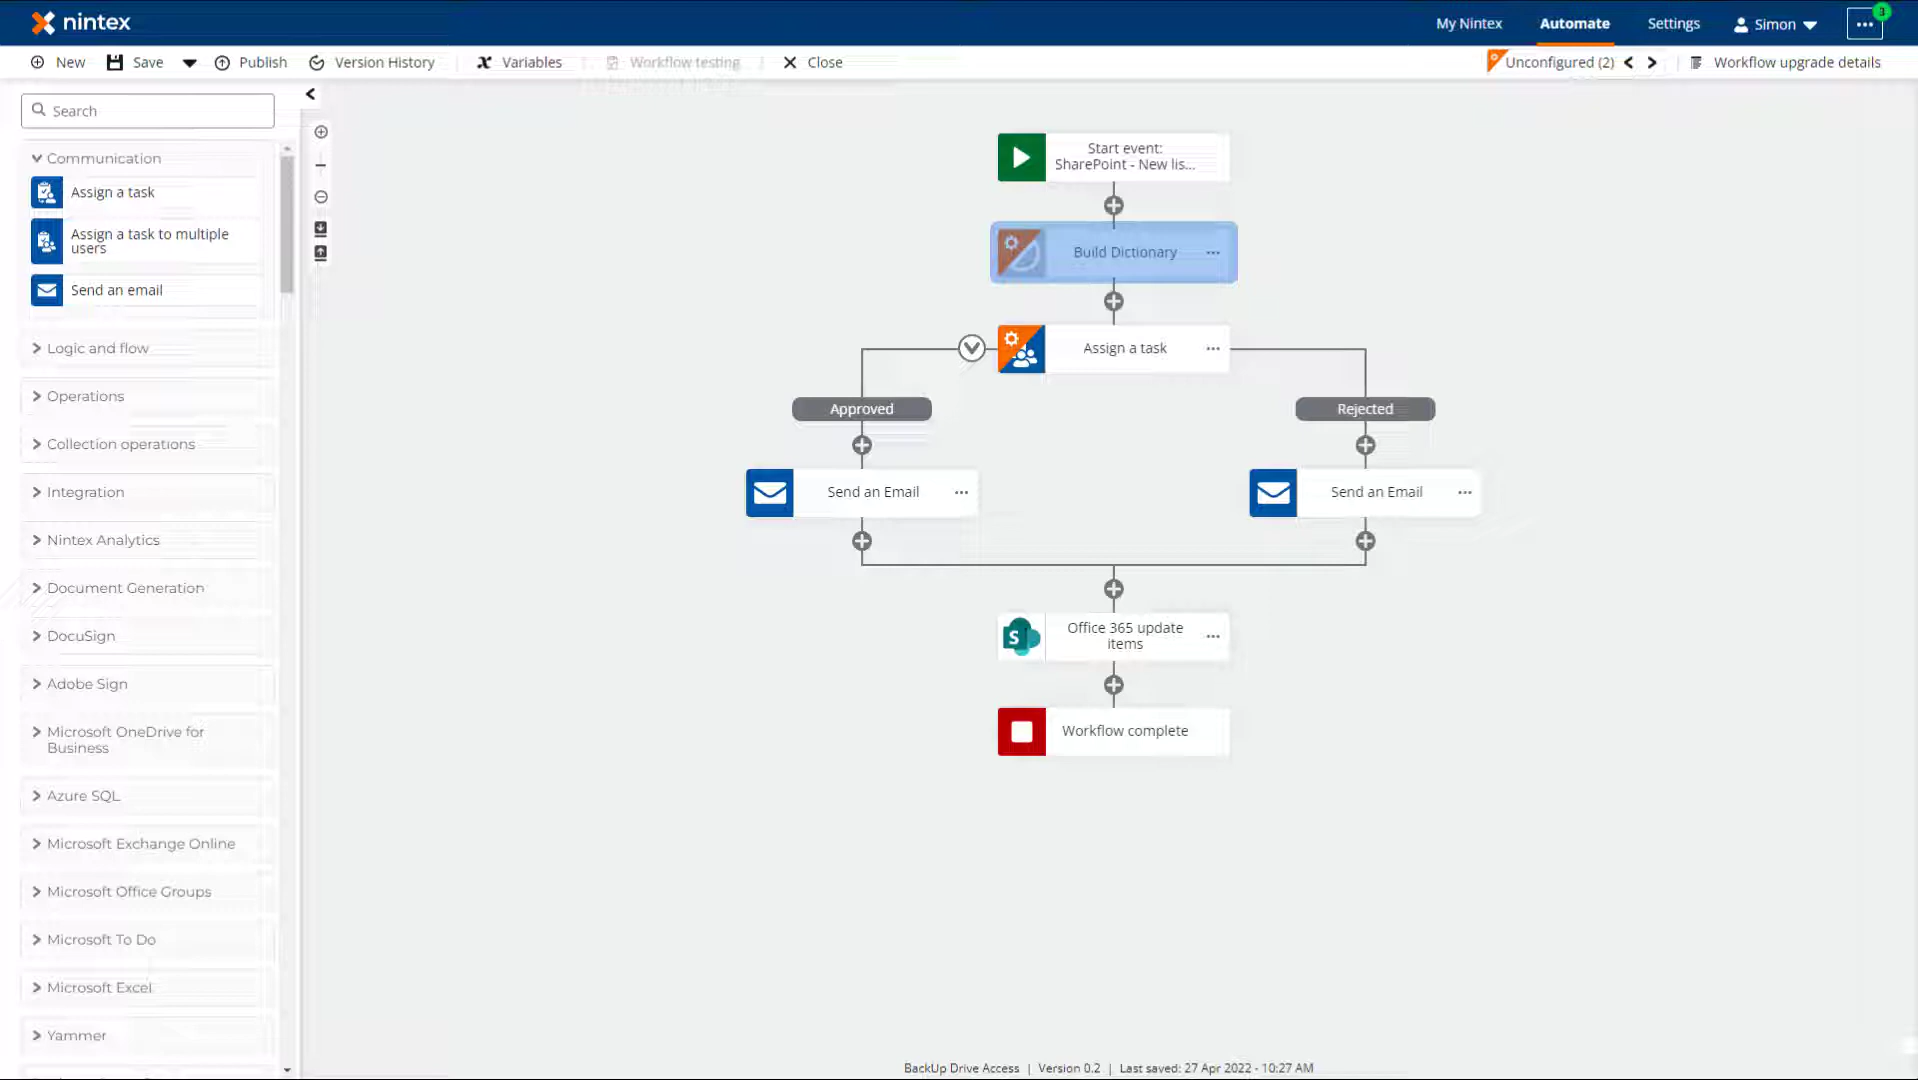 nintex
My Nintex
Automate
Settings
Simon
3
New
Save
Publish
Version History
Variables
Workflow testing
Close
Unconfigured (2)
Workflow upgrade details
Search
Communication
Assign a task
Assign a task to multiple
users
Send an email
Logic and flow
Operations
Collection operations
Integration
Nintex Analytics
Document Generation
DocuSign
Adobe Sign
Microsoft OneDrive for
Business
Azure SQL
Microsoft Exchange Online
Microsoft Office Groups
Microsoft To Do
Microsoft Excel
Yammer
Start event:
SharePoint - New lis...
Build Dictionary
Assign a task
Approved
Rejected
Send an Email
Send an Email
Office 365 update
items
S
Workflow complete
BackUp Drive Access | Version 0.2 | Last saved: 27 Apr 2022 - 10:27 AM